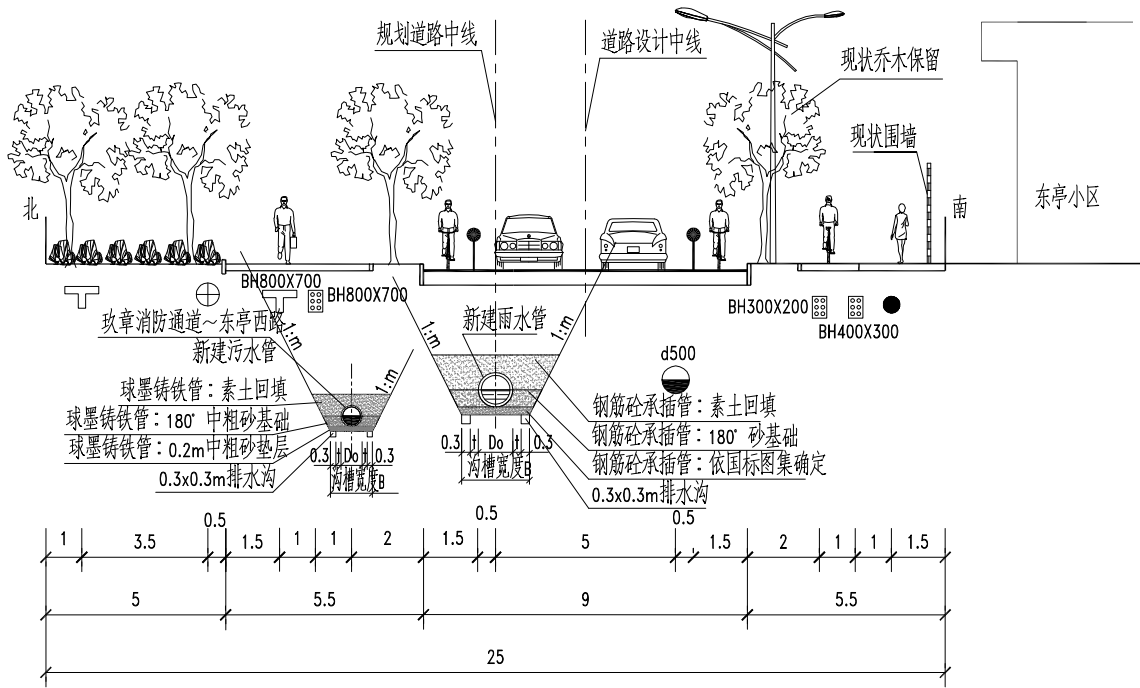 规划道路中线
道路设计中线
现状乔木保留
现状围墙
北
南
东亭小区
BH800X700
BH800X700
BH300X200
BH400X300
玖章消防通道～东亭西路
新建污水管
新建雨水管
1:m
1:m
1:m
1:m
d500
球墨铸铁管：素土回填
球墨铸铁管：180° 中粗砂基础
球墨铸铁管：0.2m中粗砂垫层
0.3x0.3m排水沟
钢筋砼承插管：素土回填
钢筋砼承插管：180° 砂基础
钢筋砼承插管：依国标图集确定
0.3x0.3m排水沟
0.3 t Do t 0.3
沟槽宽度B
0.3 t Do t 0.3
沟槽宽度B
1 3.5 0.5 1.5 1 1 2 1.5 0.5 5 0.5 1.5 2 1 1 1.5
5 5.5 9 5.5
25